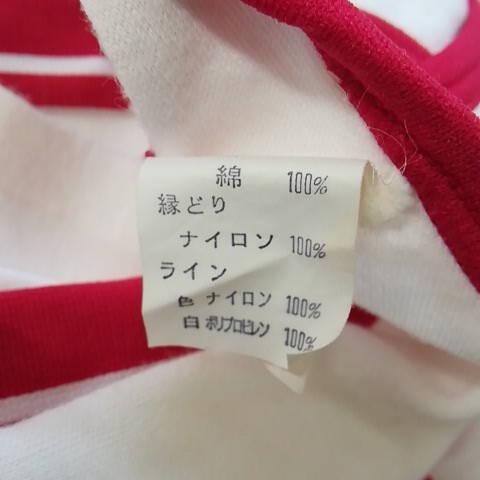 綿 100%
縁どり
ナイロン 100%
ライン
色 ナイロン 100%
白 ポリプロピレン 100%